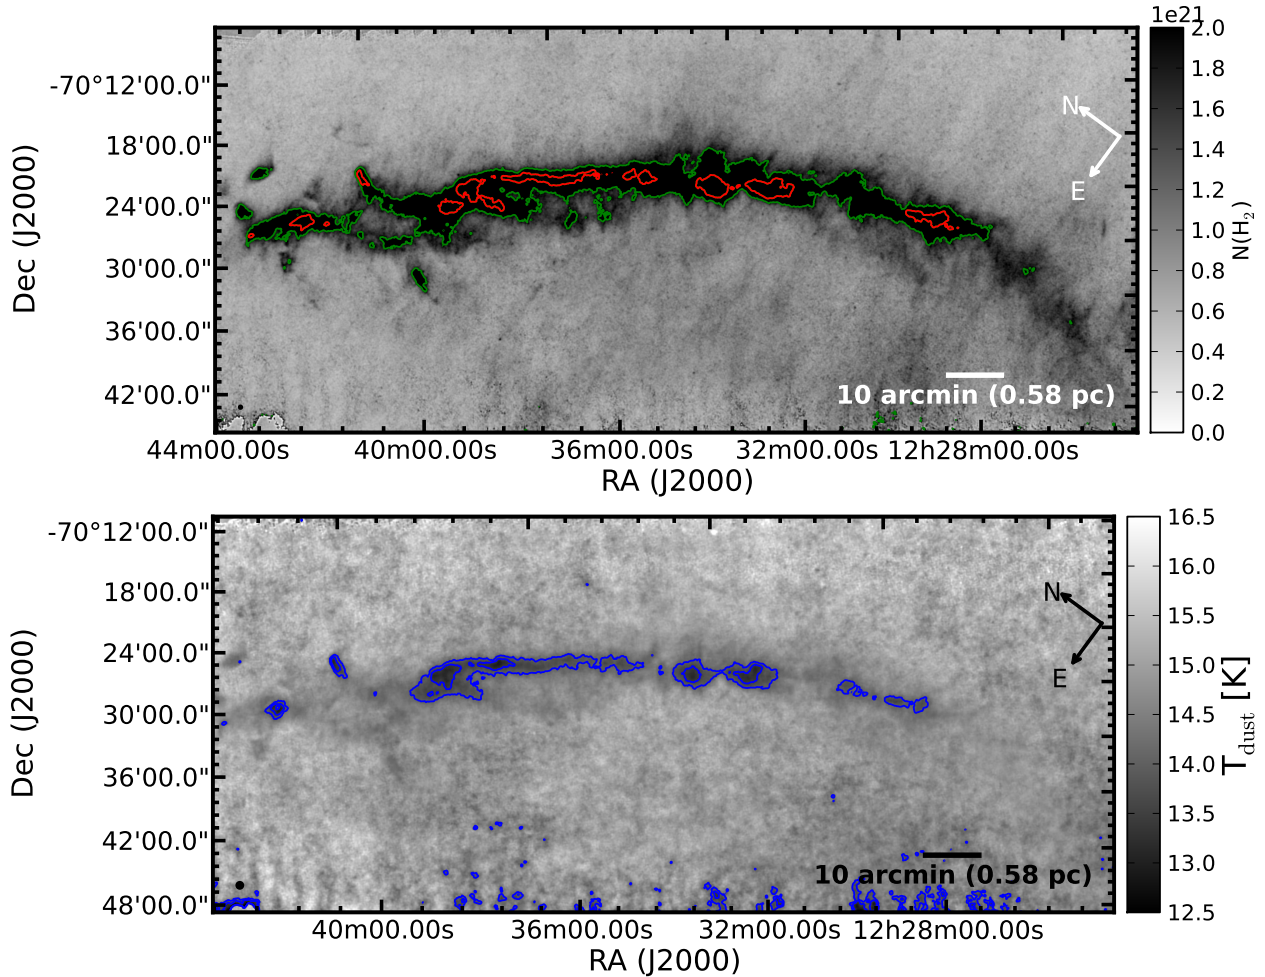 1e21
-70°12'00.0"
18'00.0"
24'00.0"
30'00.0"
36'00.0"
42'00.0"
Dec (J2000)
N
E
10 arcmin (0.58 pc)
2.0
1.8
1.6
1.4
1.2
1.0
0.8
0.6
0.4
0.2
0.0
N(H₂)
44m00.00s 40m00.00s 36m00.00s 32m00.00s 12h28m00.00s
RA (J2000)
-70°12'00.0"
18'00.0"
24'00.0"
30'00.0"
36'00.0"
42'00.0"
48'00.0"
Dec (J2000)
N
E
10 arcmin (0.58 pc)
16.5
16.0
15.5
15.0
14.5
14.0
13.5
13.0
12.5
T_dust [K]
40m00.00s 36m00.00s 32m00.00s 12h28m00.00s
RA (J2000)